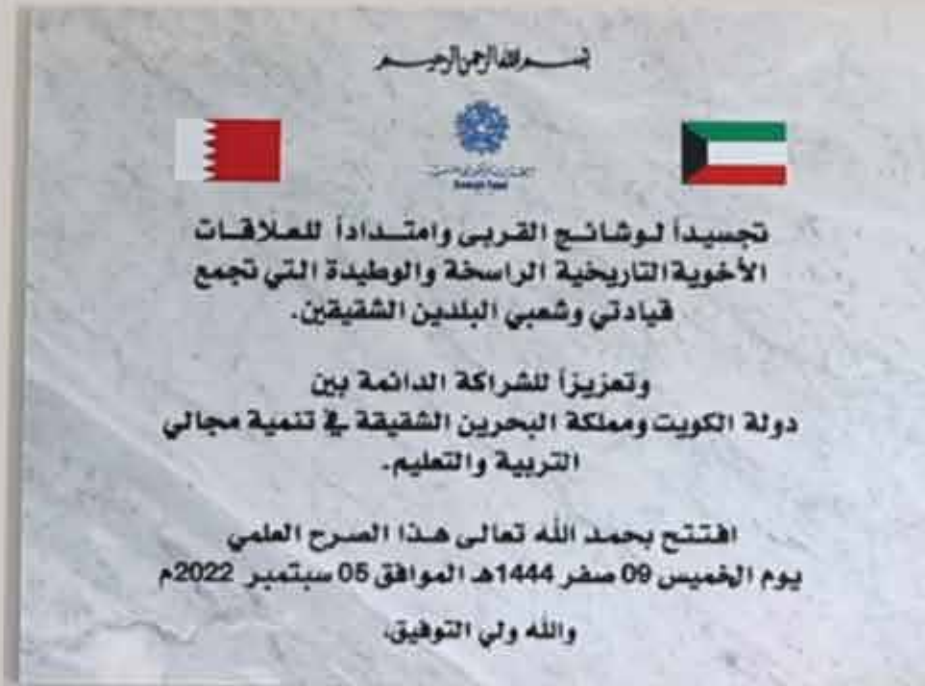 بسم الله الرحمن الرحيم
تجسيداً لوشائج القربى وامتداداً للعلاقات
الأخوية التاريخية الراسخة والوطيدة التي تجمع
قيادتي وشعبي البلدين الشقيقين.
وتعزيزاً للشراكة الدائمة بين
دولة الكويت ومملكة البحرين الشقيقة في تنمية مجالي
التربية والتعليم.
افتتح بحمد الله تعالى هذا الصرح العلمي
يوم الخميس 09 صفر 1444هـ الموافق 05 سبتمبر 2022م
والله ولي التوفيق،